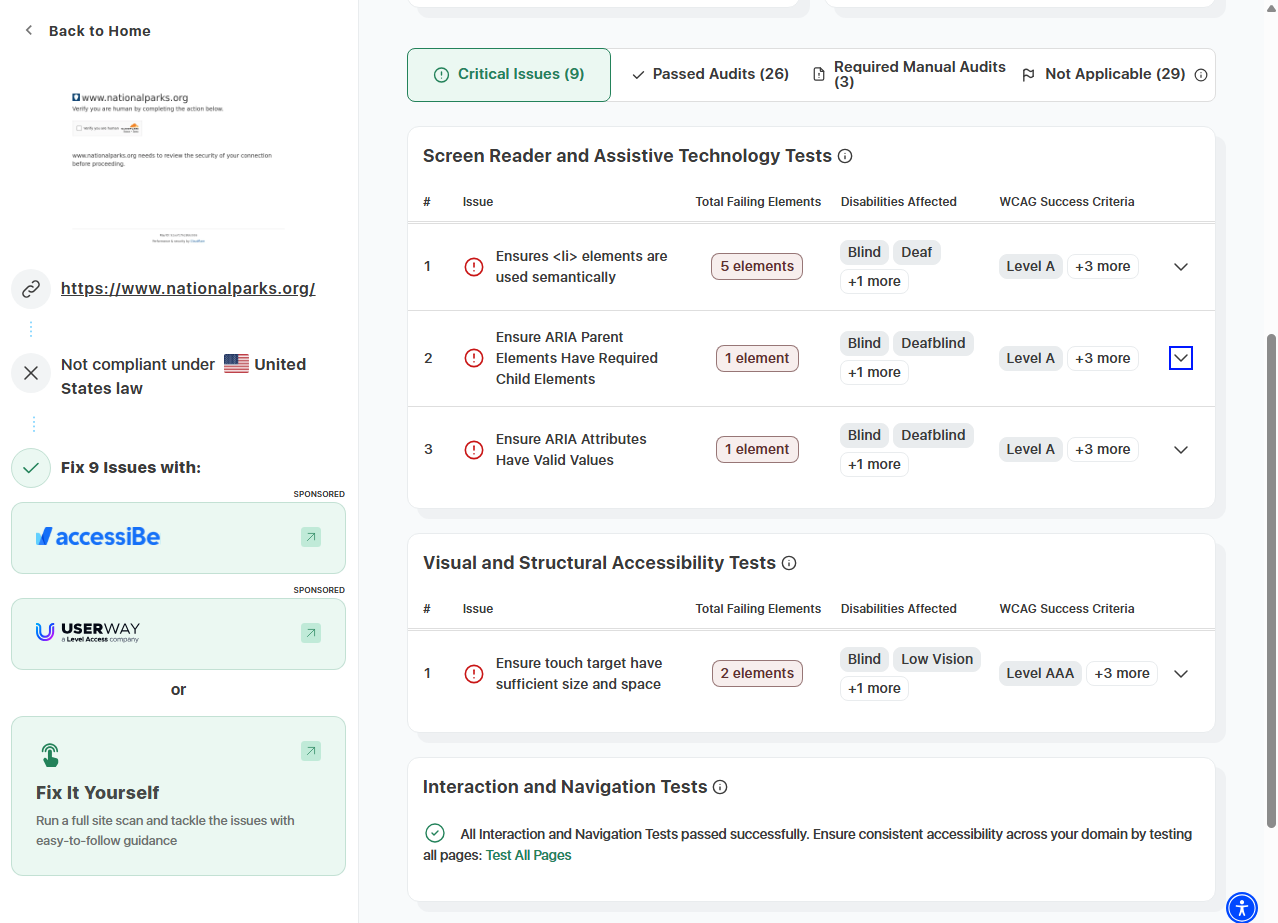 Back to Home
www.nationalparks.org
Verify you are human by completing the action below.
Verify you are human
www.nationalparks.org needs to review the security of your connection
before proceeding.
https://www.nationalparks.org/
Not compliant under United
States law
Fix 9 Issues with:
SPONSORED
accessiBe
SPONSORED
USERWAY
a Level Access company
or
Fix It Yourself
Run a full site scan and tackle the issues with
easy-to-follow guidance
Critical Issues (9)
Passed Audits (26)
Required Manual Audits
(3)
Not Applicable (29)
Screen Reader and Assistive Technology Tests
# Issue Total Failing Elements Disabilities Affected WCAG Success Criteria
1 Ensures <li> elements are
used semantically
5 elements
Blind Deaf
+1 more
Level A +3 more
2 Ensure ARIA Parent
Elements Have Required
Child Elements
1 element
Blind Deafblind
+1 more
Level A +3 more
3 Ensure ARIA Attributes
Have Valid Values
1 element
Blind Deafblind
+1 more
Level A +3 more
Visual and Structural Accessibility Tests
# Issue Total Failing Elements Disabilities Affected WCAG Success Criteria
1 Ensure touch target have
sufficient size and space
2 elements
Blind Low Vision
+1 more
Level AAA +3 more
Interaction and Navigation Tests
All Interaction and Navigation Tests passed successfully. Ensure consistent accessibility across your domain by testing
all pages: Test All Pages